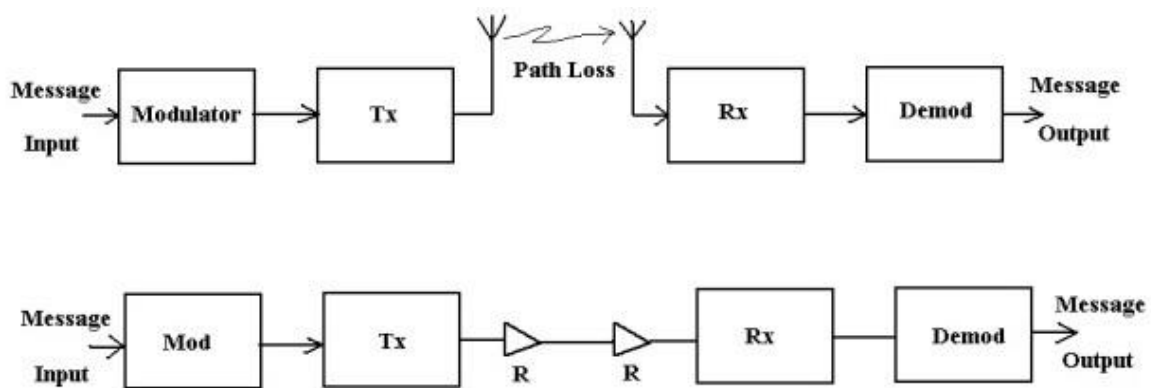 Message
Input
Modulator
Tx
Path Loss
Rx
Demod
Message
Output
Message
Input
Mod
Tx
R
R
Rx
Demod
Message
Output